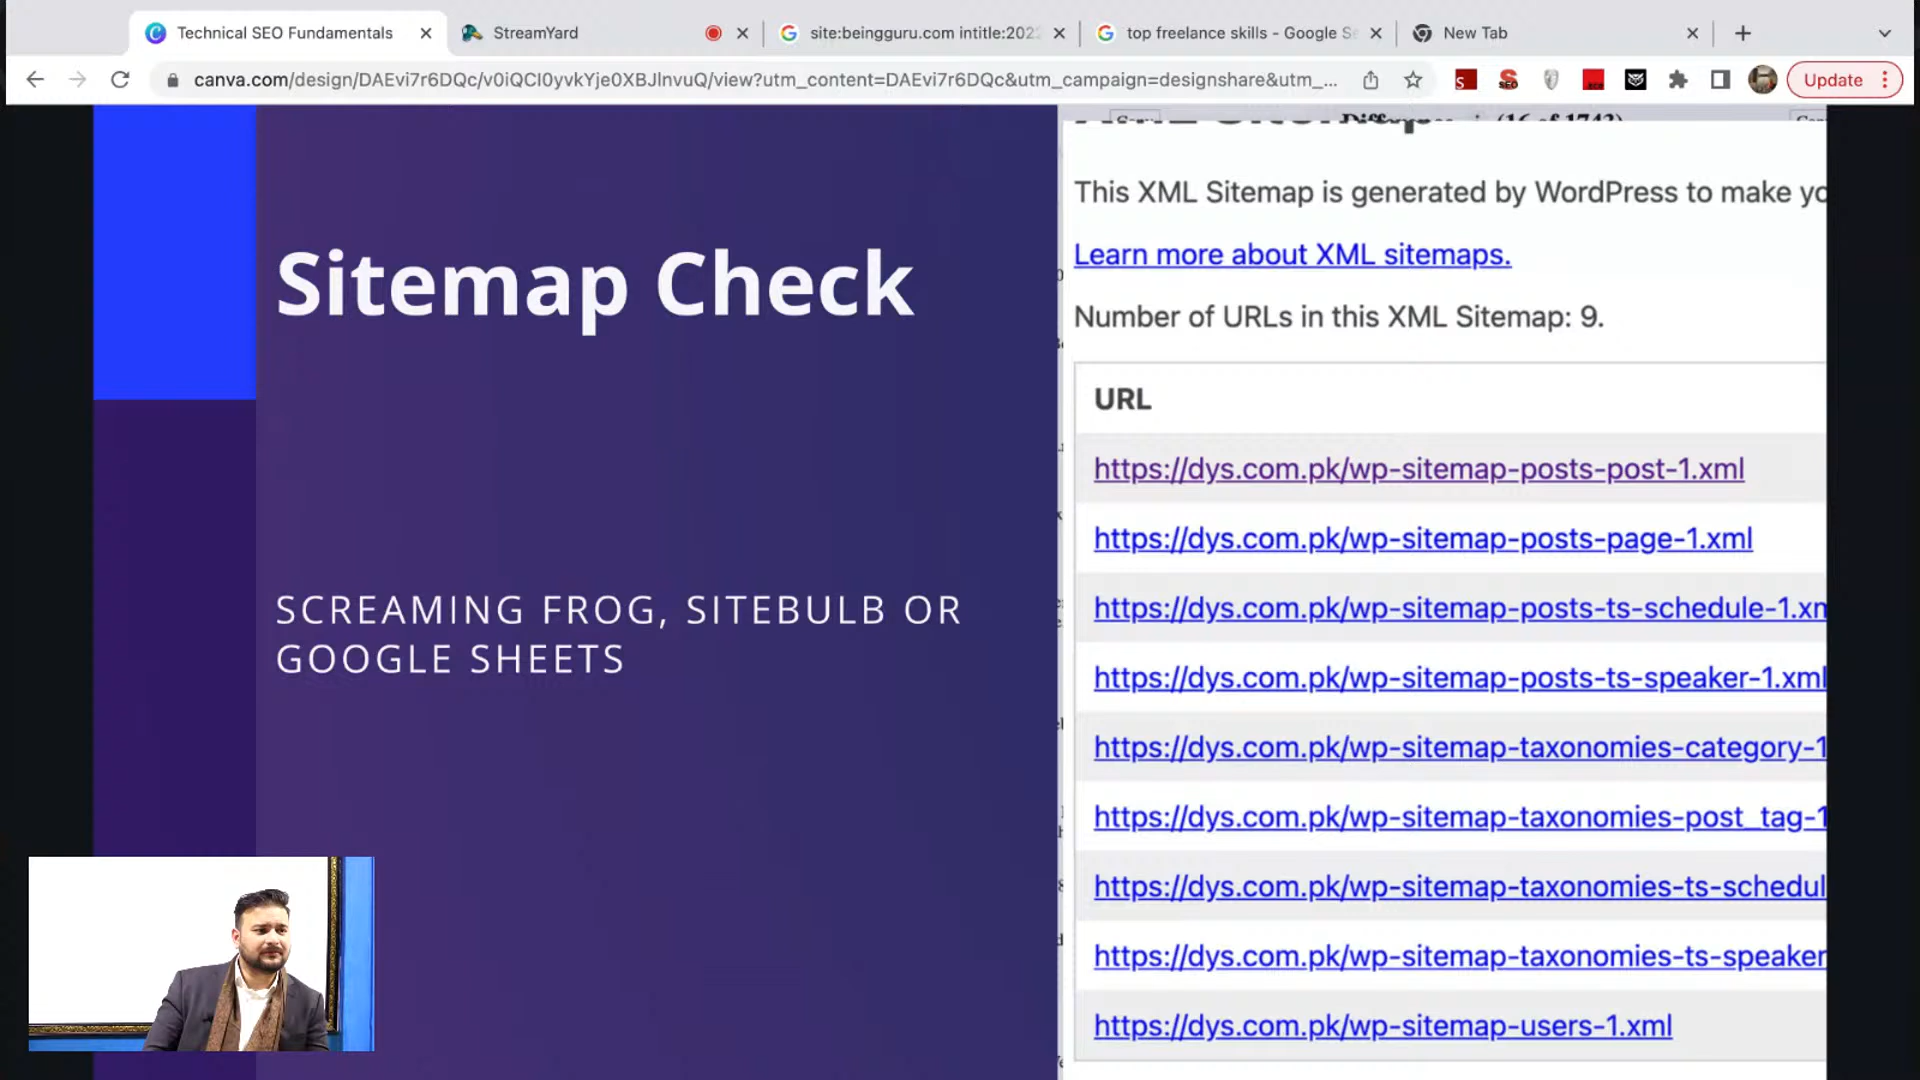 Technical SEO Fundamentals
StreamYard
site:beingguru.com intitle:202
top freelance skills - Google Se
New Tab
canva.com/design/DAEvi7r6DQc/v0iQCI0yvkYje0XBJlnvuQ/view?utm_content=DAEvi7r6DQc&utm_campaign=designshare&utm_...
Update
Sitemap Check
SCREAMING FROG, SITEBULB OR
GOOGLE SHEETS
XML Sitemap
(16 of 1743)
This XML Sitemap is generated by WordPress to make yo
Learn more about XML sitemaps.
Number of URLs in this XML Sitemap: 9.
URL
https://dys.com.pk/wp-sitemap-posts-post-1.xml
https://dys.com.pk/wp-sitemap-posts-page-1.xml
https://dys.com.pk/wp-sitemap-posts-ts-schedule-1.xm
https://dys.com.pk/wp-sitemap-posts-ts-speaker-1.xml
https://dys.com.pk/wp-sitemap-taxonomies-category-1
https://dys.com.pk/wp-sitemap-taxonomies-post_tag-1
https://dys.com.pk/wp-sitemap-taxonomies-ts-schedul
https://dys.com.pk/wp-sitemap-taxonomies-ts-speaker
https://dys.com.pk/wp-sitemap-users-1.xml